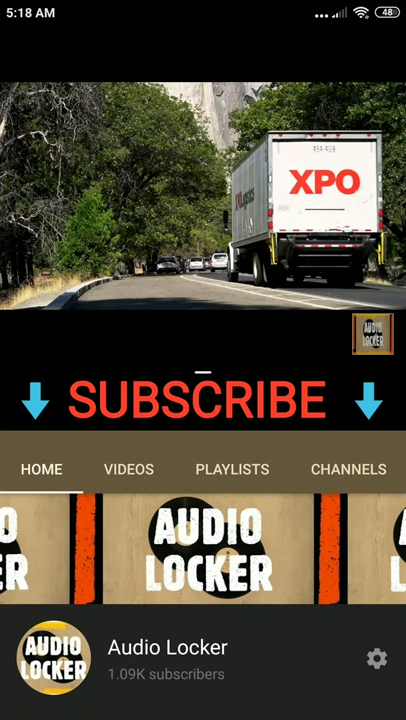 5:18 AM
48
454-408
XPO
AUDIO
LOCKER
SUBSCRIBE
HOME VIDEOS PLAYLISTS CHANNELS
AUDIO
LOCKER
AUDIO
LOCKER
Audio Locker
1.09K subscribers